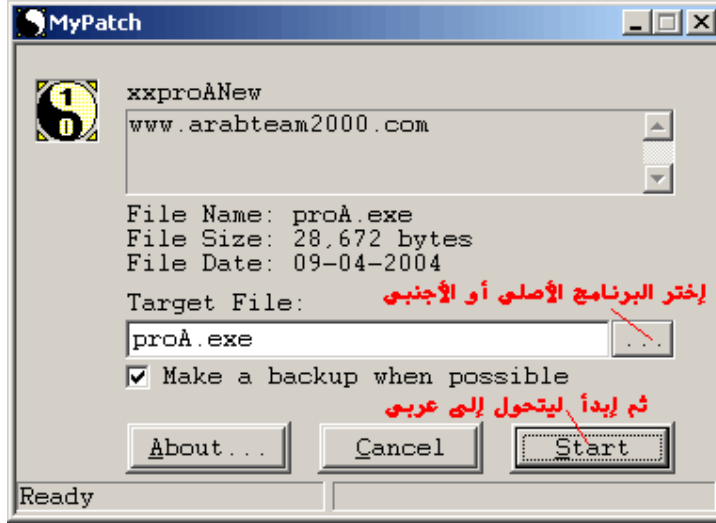 MyPatch
1
0
xxproANew
www.arabteam2000.com
File Name: proA.exe
File Size: 28,672 bytes
File Date: 09-04-2004
إختر البرنامج الأصلي أو الأجنبي
Target File:
proA.exe
...
Make a backup when possible
ثم إبدأ ليتحول إلى عربي
About...
Cancel
Start
Ready